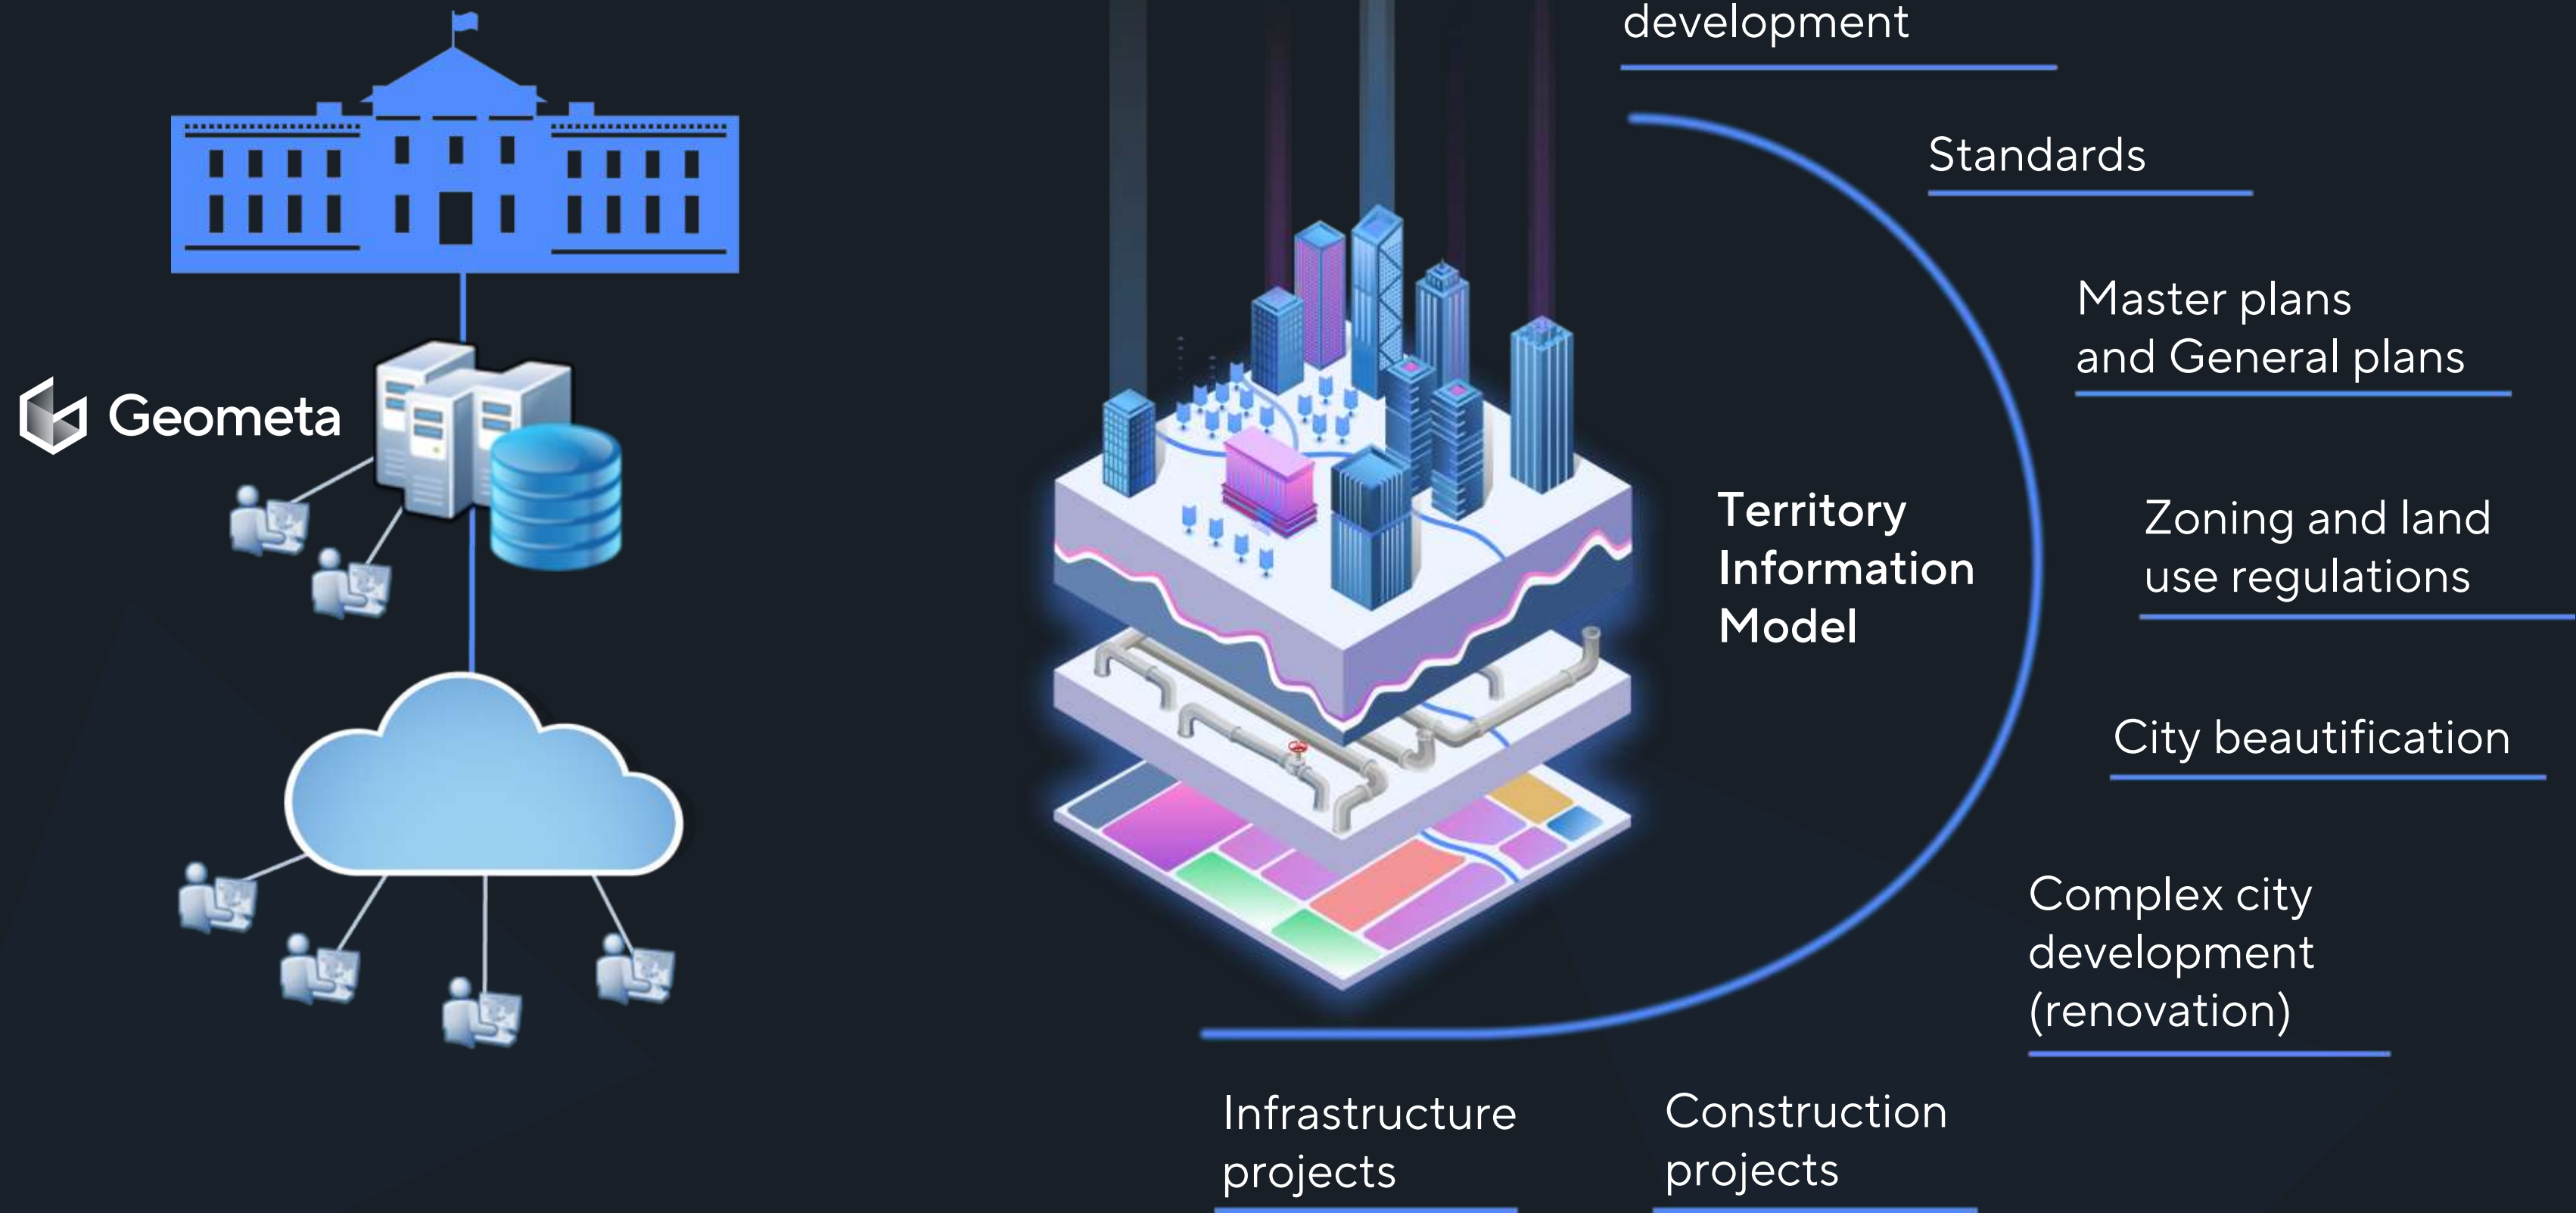 development
Standards
Master plans
and General plans
Geometa
Territory
Information
Model
Zoning and land
use regulations
City beautification
Complex city
development
(renovation)
Infrastructure
projects
Construction
projects